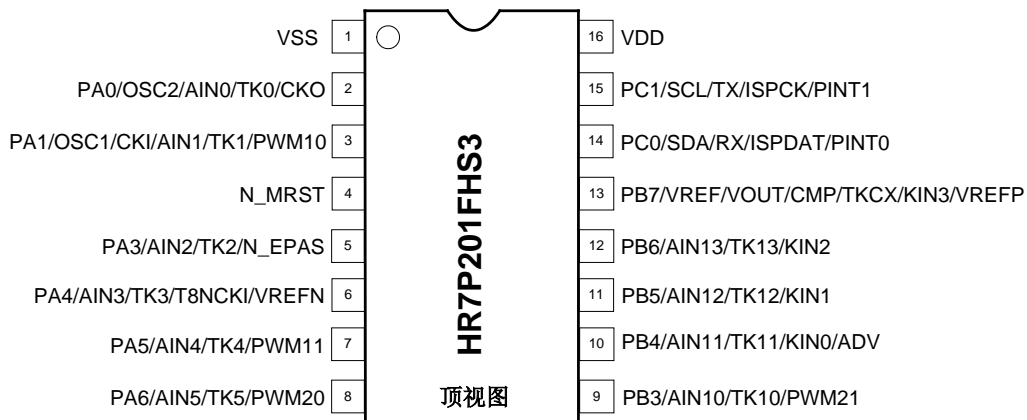 VSS 1
16 VDD
PA0/OSC2/AIN0/TK0/CKO 2
15 PC1/SCL/TX/ISPCK/PINT1
PA1/OSC1/CKI/AIN1/TK1/PWM10 3
14 PC0/SDA/RX/ISPDAT/PINT0
N_MRST 4
13 PB7/VREF/VOUT/CMP/TKCX/KIN3/VREFP
PA3/AIN2/TK2/N_EPAS 5
12 PB6/AIN13/TK13/KIN2
PA4/AIN3/TK3/T8NCKI/VREFN 6
11 PB5/AIN12/TK12/KIN1
PA5/AIN4/TK4/PWM11 7
10 PB4/AIN11/TK11/KIN0/ADV
PA6/AIN5/TK5/PWM20 8
9 PB3/AIN10/TK10/PWM21
HR7P201FHS3
顶视图